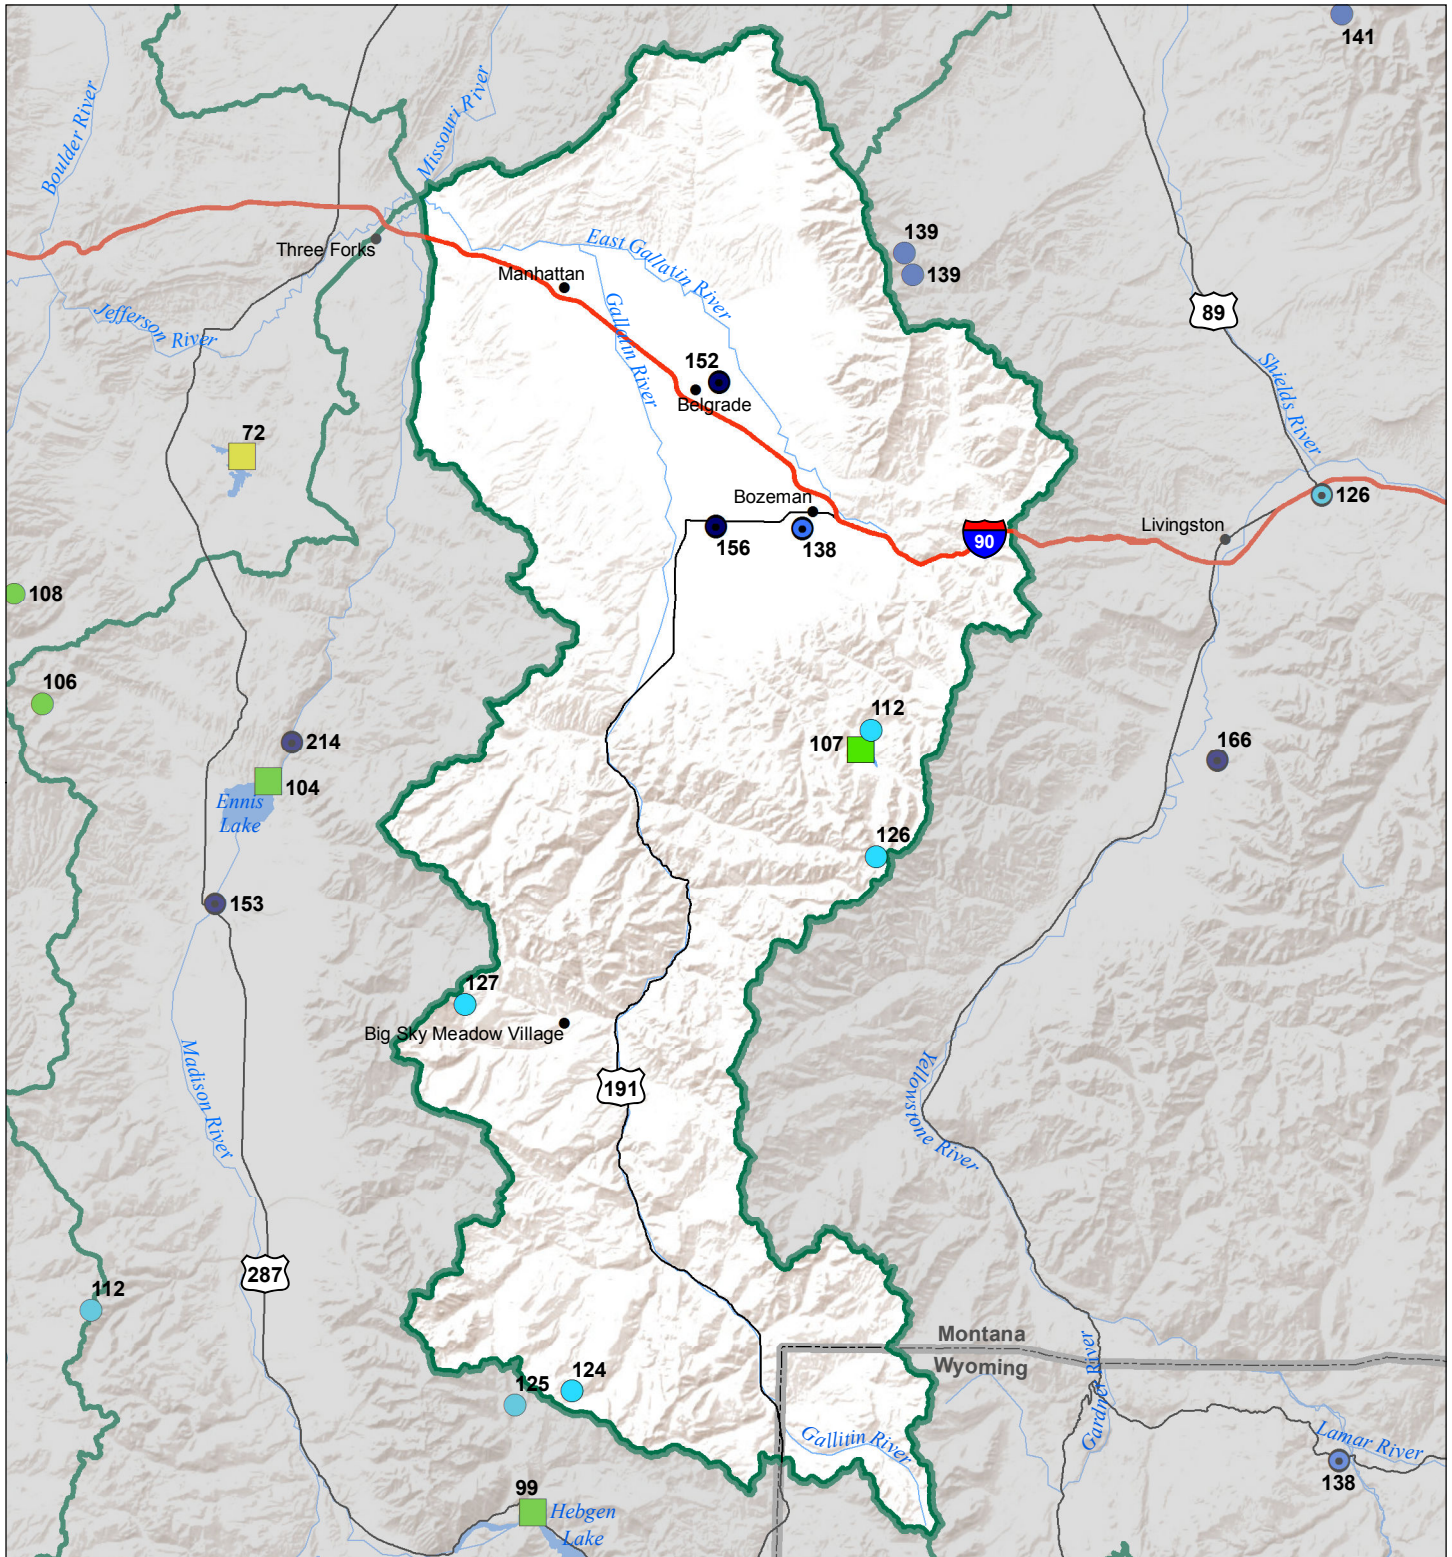 141
Missouri River
Boulder River
Three Forks
East Gallatin River
139
139
Manhattan
89
Jefferson River
Gallatin River
Shields River
152
Belgrade
72
Bozeman
126
156
138
90
Livingston
108
106
112
107
214
166
104
Ennis
Lake
126
153
127
Big Sky Meadow Village
Madison River
Yellowstone River
191
287
112
Montana
Wyoming
Gardner River
124
125
Gallitin River
Lamar River
138
99
Hebgen
Lake